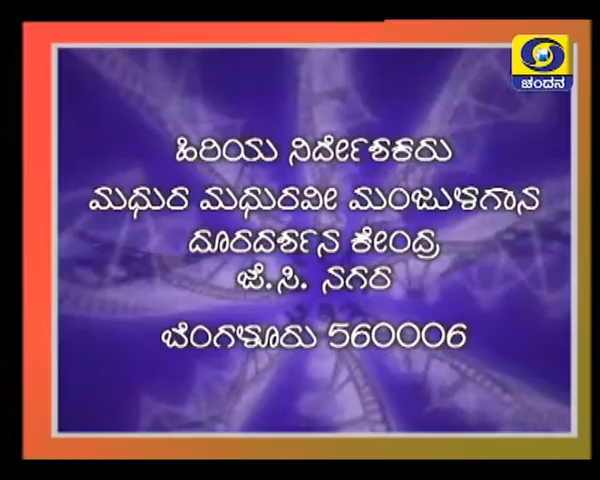 ಚಂದನ
ಹಿರಿಯ ನಿರ್ದೇಶಕರು
ಮಧುರ ಮಧುರವೀ ಮಂಜುಳಗಾನ
ದೂರದರ್ಶನ ಕೇಂದ್ರ
ಜೆ.ಸಿ. ನಗರ
ಬೆಂಗಳೂರು 560006